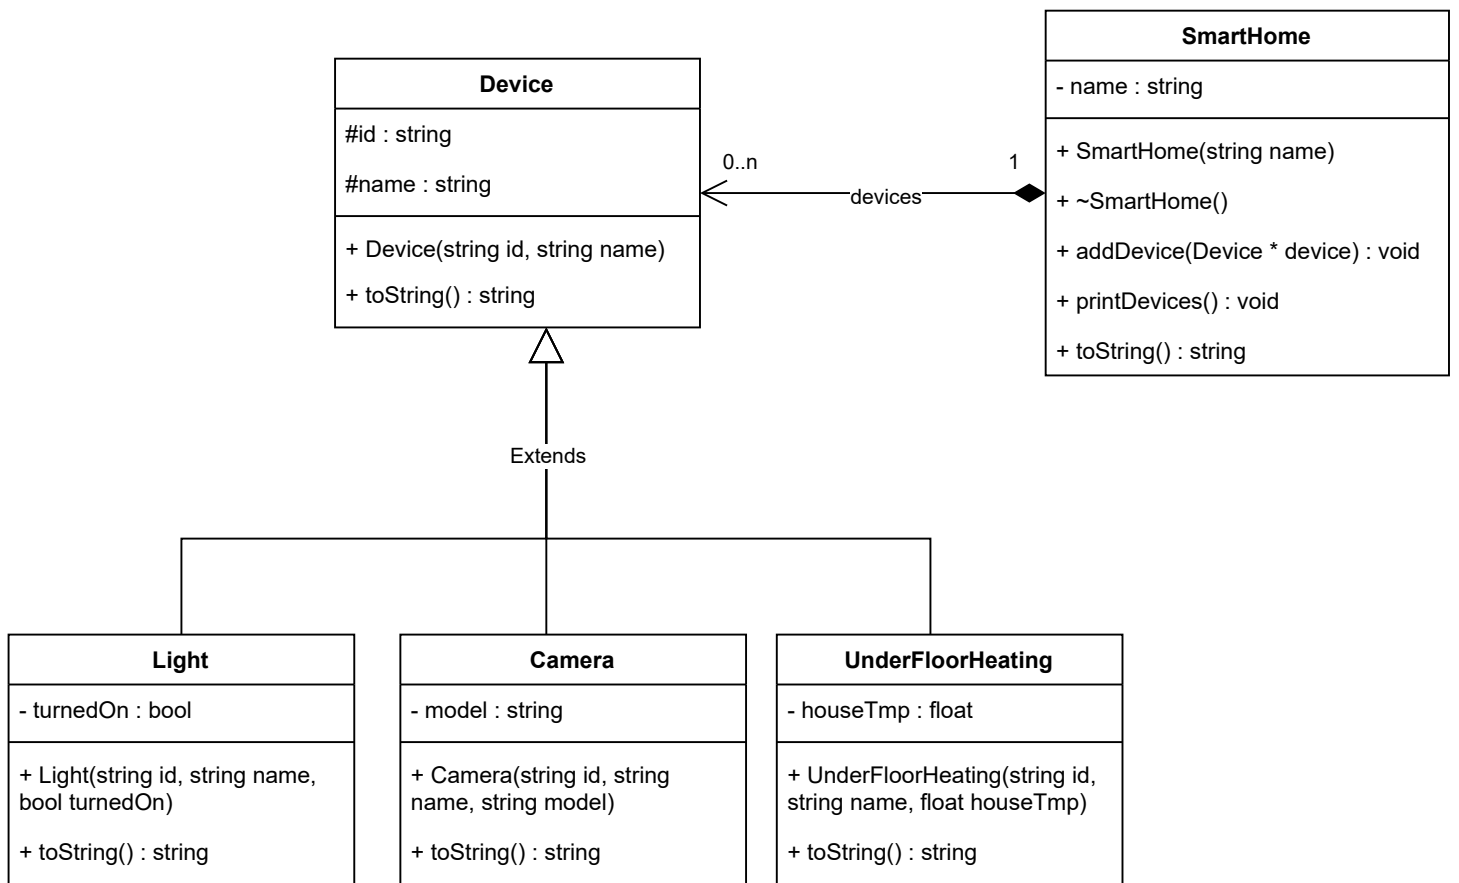 SmartHome
- name : string
+ SmartHome(string name)
+ ~SmartHome()
+ addDevice(Device * device) : void
+ printDevices() : void
+ toString() : string
Device
#id : string
#name : string
+ Device(string id, string name)
+ toString() : string
0..n
1
devices
Extends
Light
- turnedOn : bool
+ Light(string id, string name,
bool turnedOn)
+ toString() : string
Camera
- model : string
+ Camera(string id, string
name, string model)
+ toString() : string
UnderFloorHeating
- houseTmp : float
+ UnderFloorHeating(string id,
string name, float houseTmp)
+ toString() : string